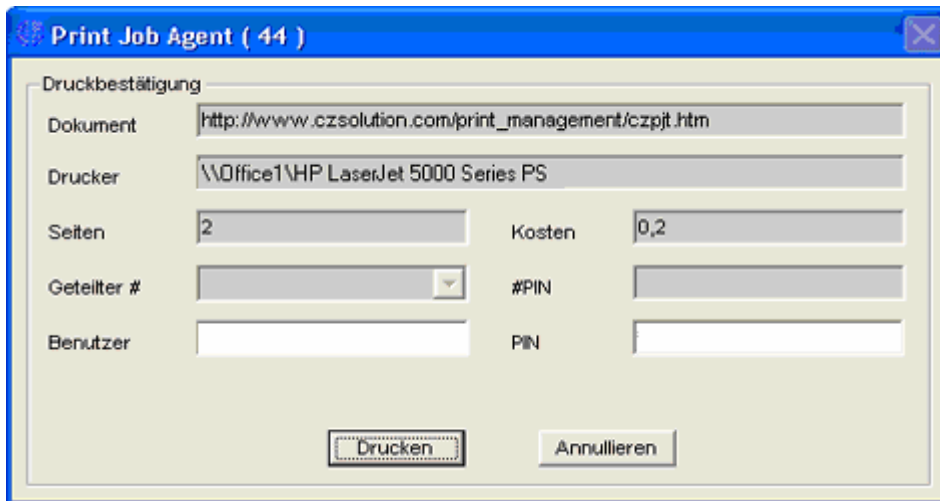 Print Job Agent ( 44 )
Druckbestätigung
Dokument http://www.czsolution.com/print_management/czpjt.htm
Drucker \\Office1\HP LaserJet 5000 Series PS
Seiten 2 Kosten 0,2
Geteilter # #PIN
Benutzer PIN
Drucken Annullieren